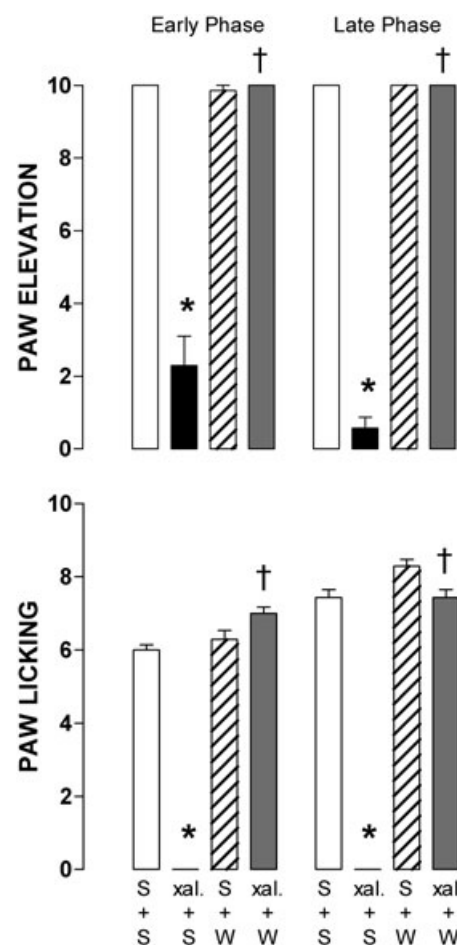 Early Phase Late Phase
† †
10
8
6
4
2
0
* *
PAW ELEVATION
10
8
6
4
2
0
† †
* *
PAW LICKING
S xal. S xal. S xal. S xal
+ + + + + + + +
S S W W S S W W